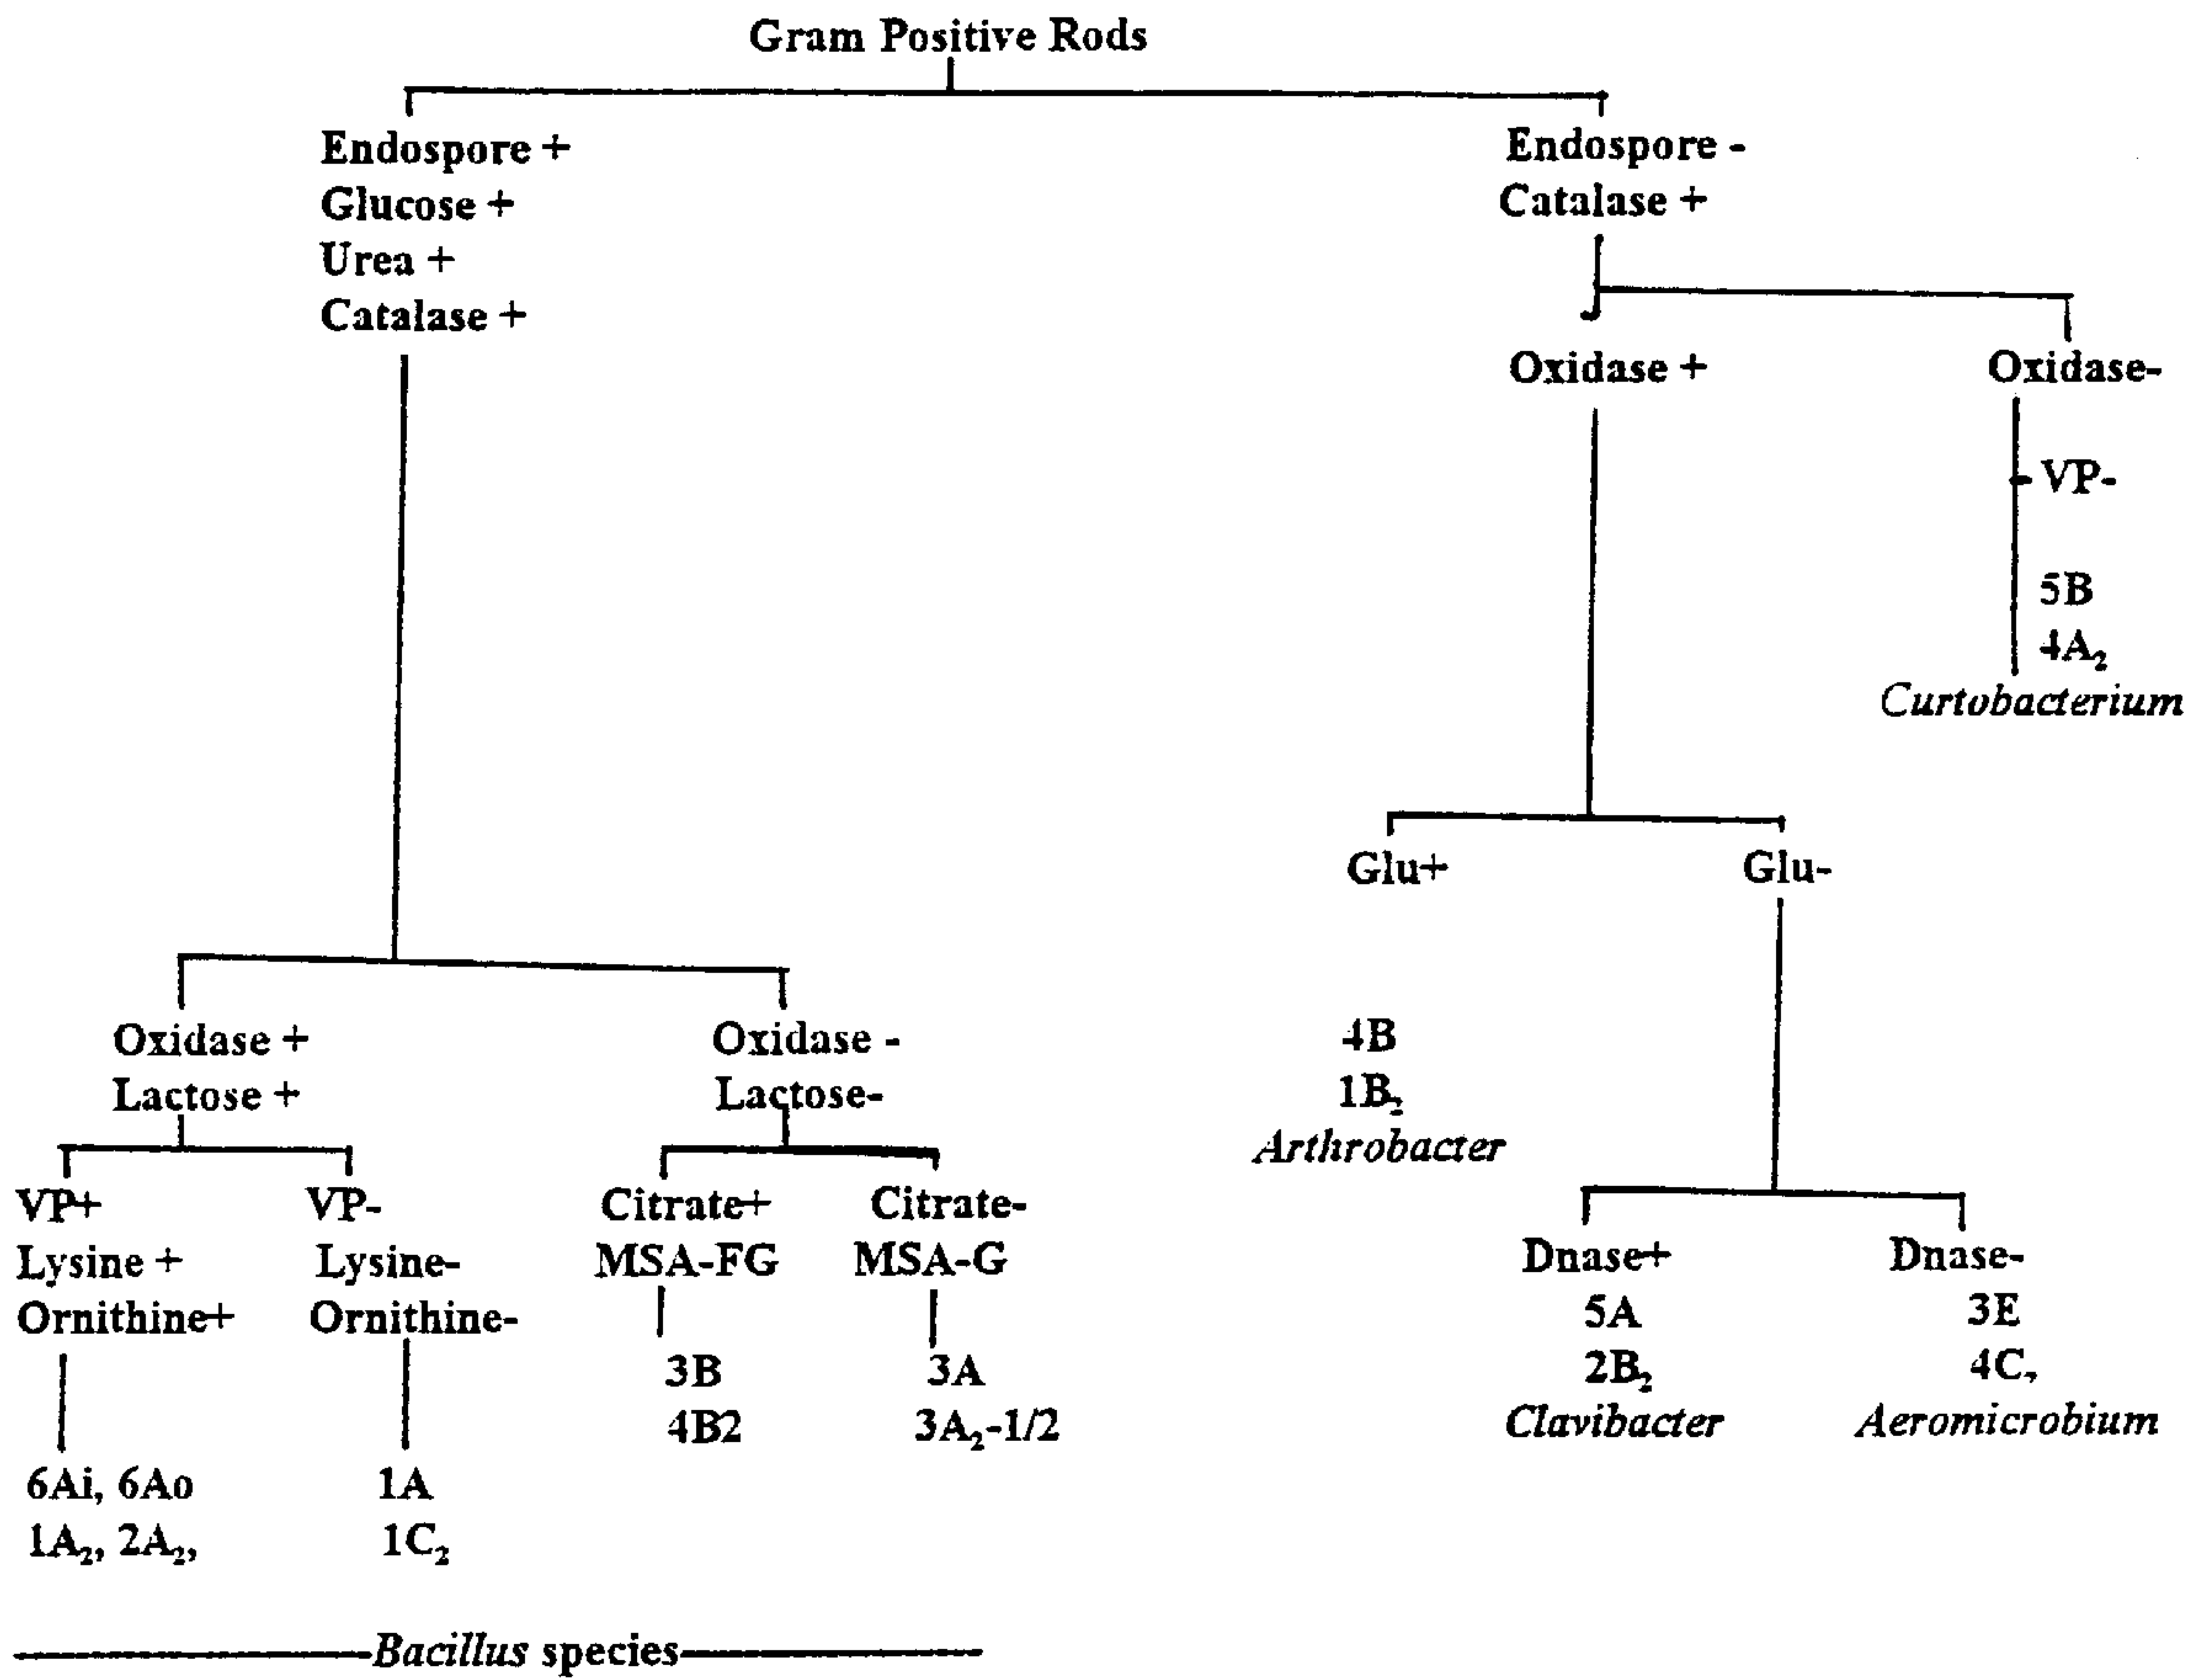 Gram Positive Rods
Endospore +
Glucose +
Urea +
Catalase +
Endospore -
Catalase +
Oxidase +
Oxidase-
VP-
5B
4A₂
Curtobacterium
Glu+
Glu-
4B
1B₂
Arthrobacter
Dnase+
5A
2B₂
Clavibacter
Dnase-
3E
4C₂
Aeromicrobium
Oxidase +
Lactose +
Oxidase -
Lactose-
VP+
Lysine +
Ornithine+
VP-
Lysine-
Ornithine-
Citrate+
MSA-FG
Citrate-
MSA-G
3B
4B2
3A
3A₂-1/2
6Ai, 6Ao
1A₂, 2A₂,
1A
1C₂
Bacillus species